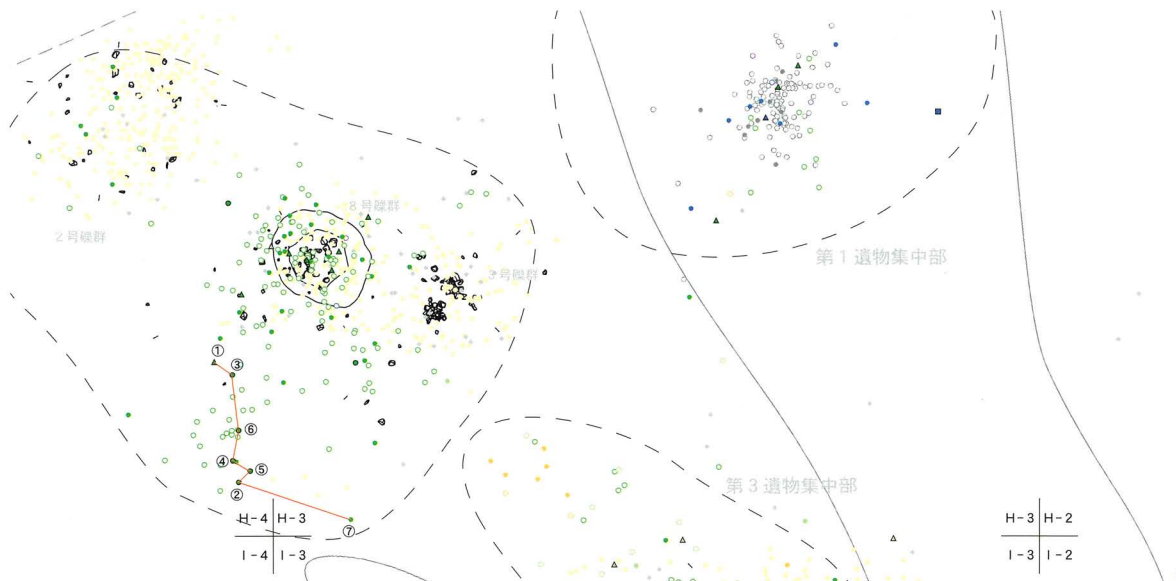 8号礫群
2号礫群
第1遺物集中部
3号礫群
①
③
⑥
④
⑤
②
第3遺物集中部
⑦
H-4 H-3
I-4 I-3
H-3 H-2
I-3 I-2